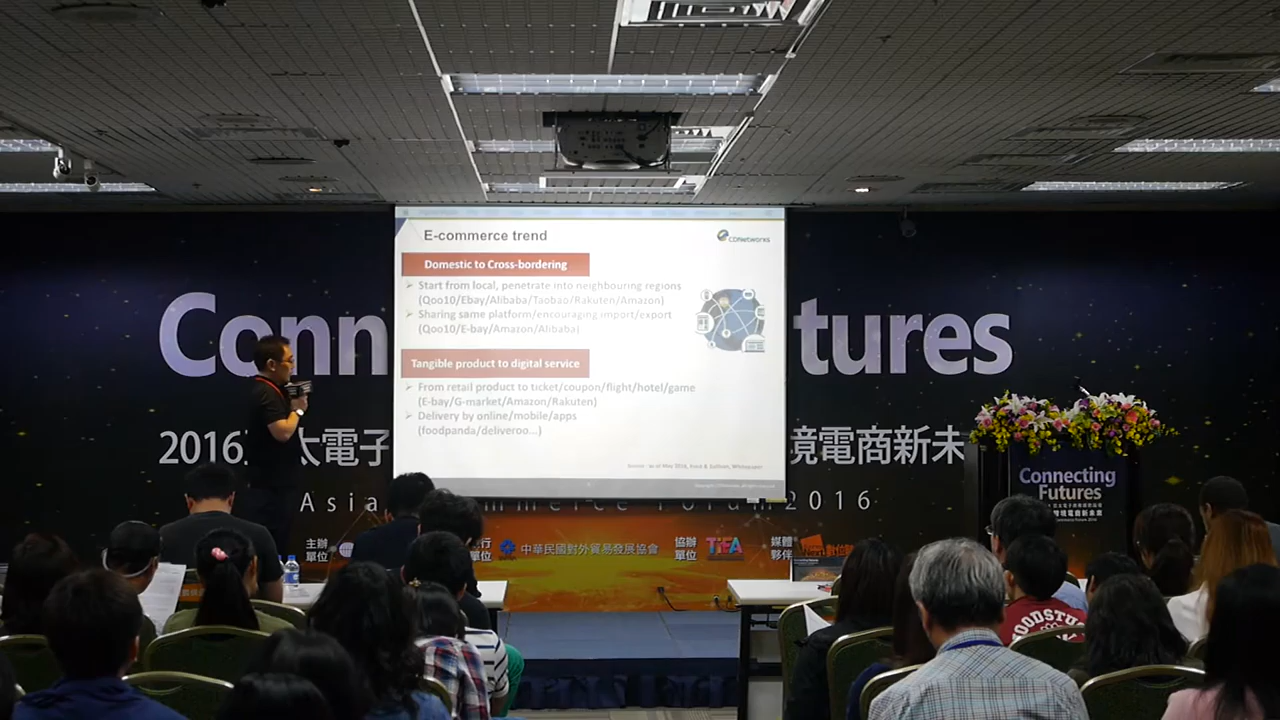 E-commerce trend
CDNetworks
Domestic to Cross-bordering
➢ Start from local, penetrate into neighbouring regions
(Qoo10/Ebay/Alibaba/Taobao/Rakuten/Amazon)
➢ Sharing same platform/encouraging import/export
(Qoo10/E-bay/Amazon/Alibaba)
Tangible product to digital service
➢ From retail product to ticket/coupon/flight/hotel/game
(E-bay/G-market/Amazon/Rakuten)
➢ Delivery by online/mobile/apps
(foodpanda/deliveroo...)
Conn tures
2016 太電子 境電商新未
Asia mmerce Forum 2016
主辦
單位
中華民國對外貿易發展協會
協辦
單位
TiEA
媒體
夥伴
Connecting
Futures
WOODSTU